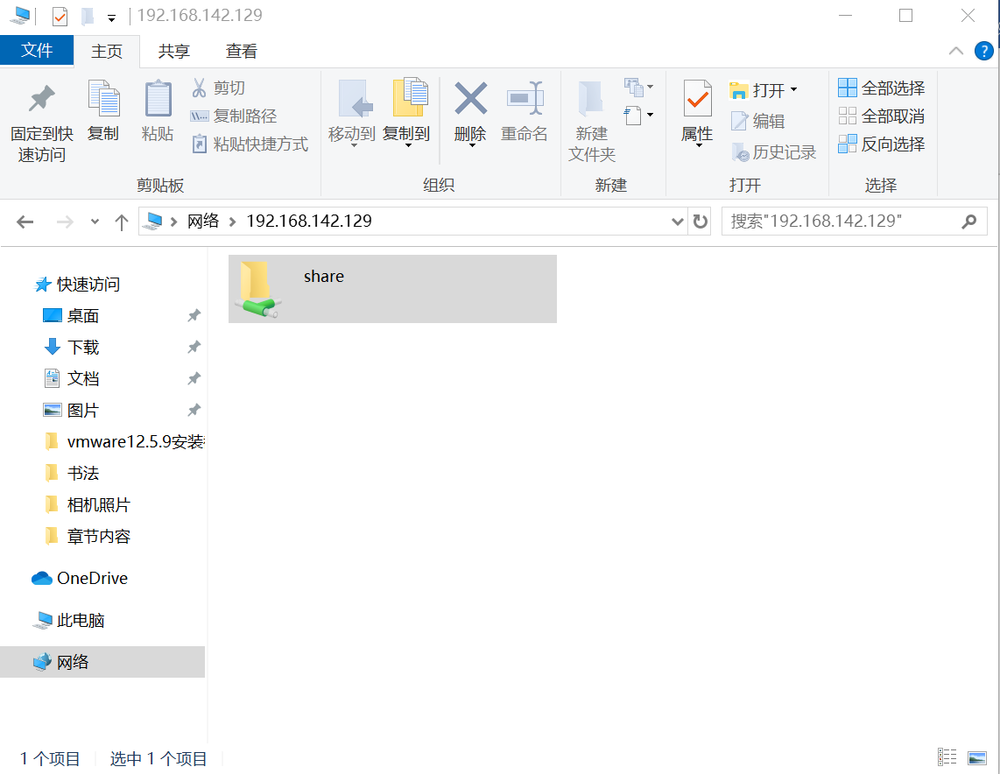 192.168.142.129
文件 主页 共享 查看
固定到快
速访问
复制
粘贴
剪切
复制路径
粘贴快捷方式
剪贴板
移动到
复制到
删除
重命名
组织
新建
文件夹
新建
属性
打开
编辑
历史记录
打开
全部选择
全部取消
反向选择
选择
网络 192.168.142.129
搜索"192.168.142.129"
快速访问
桌面
下载
文档
图片
vmware12.5.9安装
书法
相机照片
章节内容
OneDrive
此电脑
网络
share
1 个项目 选中 1 个项目